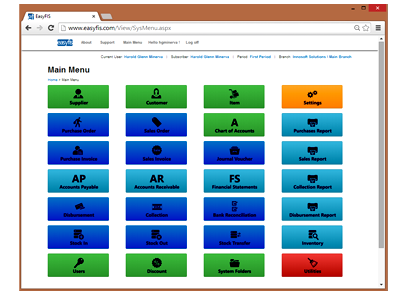 EasyFIS
www.easyfis.com/View/SysMenu.aspx
easyfis About Support Main Menu Hello hgminerva ! Log off
Current User Harold Glenn Minerva Subscriber Harold Glenn Minerva Period First Period Branch Innosoft Solutions / Main Branch
Main Menu
Home > Main Menu
Supplier Customer Item Settings
Purchase Order Sales Order A Chart of Accounts Purchases Report
Purchase Invoice Sales Invoice Journal Voucher Sales Report
AP Accounts Payable AR Accounts Receivable FS Financial Statements Collection Report
Disbursement Collection Bank Reconciliation Disbursement Report
Stock In Stock Out Stock Transfer Inventory
Users Discount System Folders Utilities